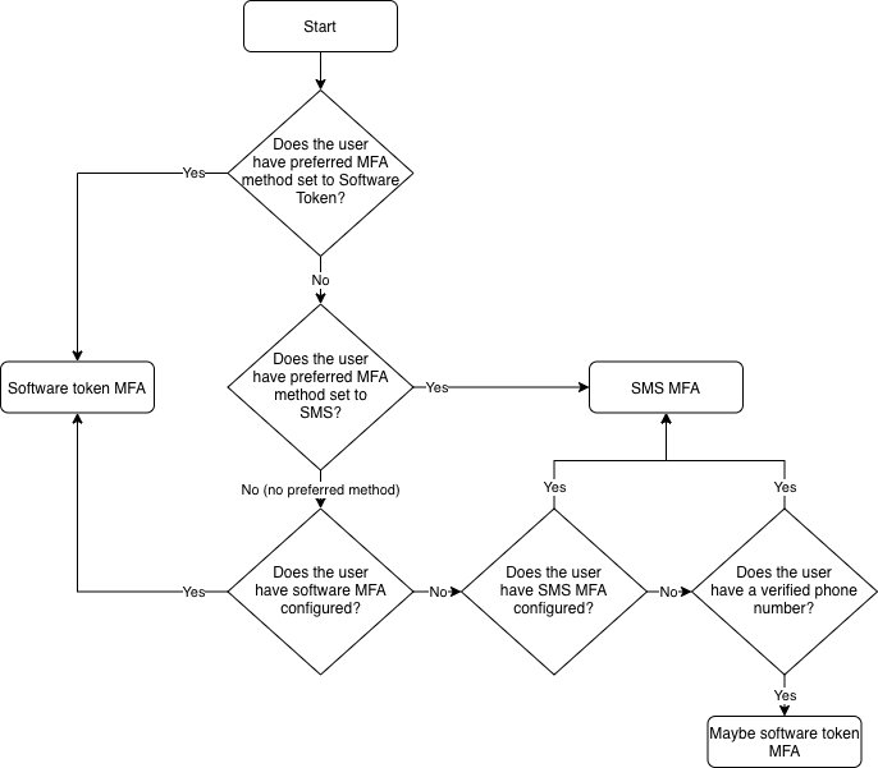 Start
Does the user
have preferred MFA
method set to Software
Token?
Yes
No
Does the user
have preferred MFA
method set to
SMS?
Yes
Software token MFA
SMS MFA
No (no preferred method)
Yes
Yes
Does the user
have software MFA
configured?
Yes
No
Does the user
have SMS MFA
configured?
No
Does the user
have a verified phone
number?
Yes
Maybe software token
MFA